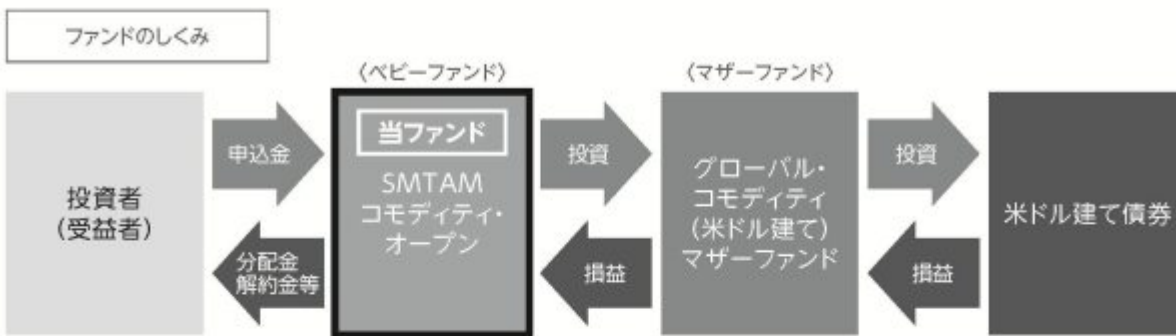 ファンドのしくみ
〈ベビーファンド〉
〈マザーファンド〉
投資者
(受益者)
申込金
分配金
解約金等
当ファンド
SMTAM
コモディティ・
オープン
投資
損益
グローバル・
コモディティ
(米ドル建て)
マザーファンド
投資
損益
米ドル建て債券